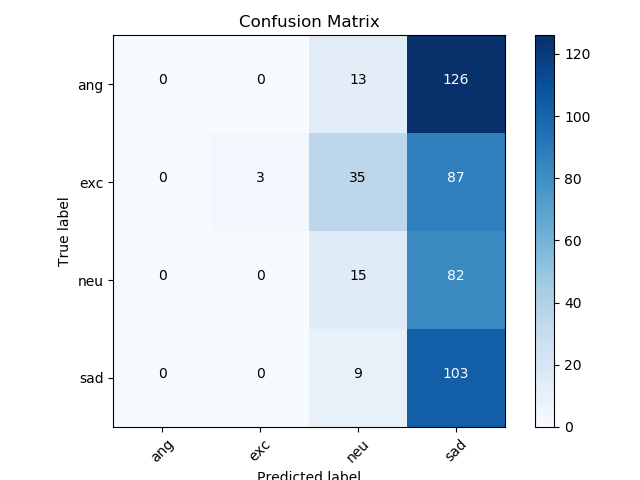 Confusion Matrix
ang 0 0 13 126
exc 0 3 35 87
neu 0 0 15 82
sad 0 0 9 103
ang exc neu sad
True label
Predicted label
120
100
80
60
40
20
0